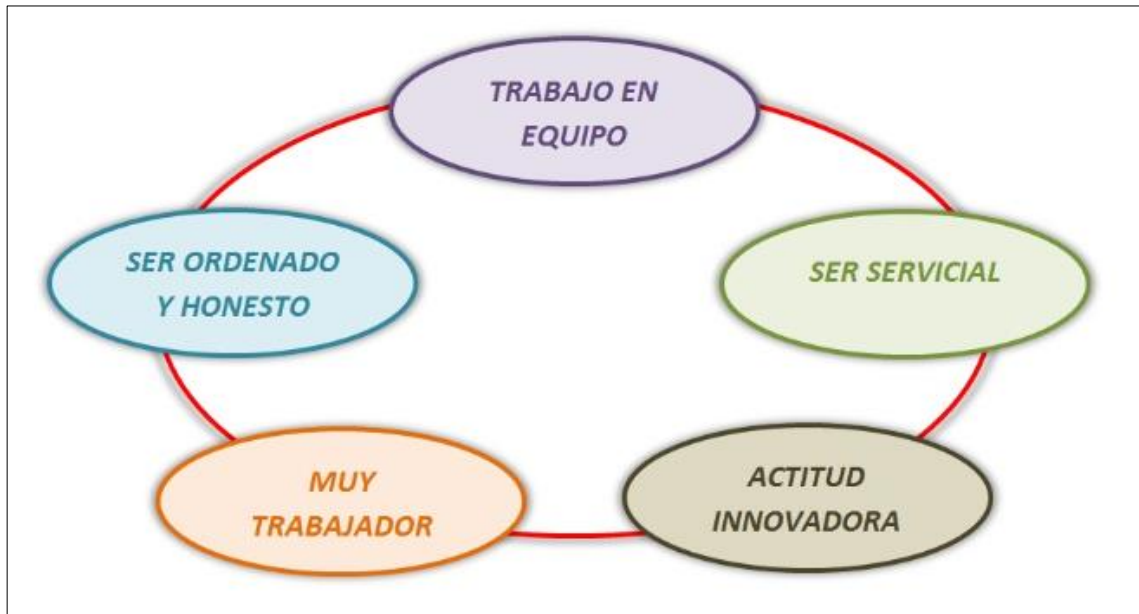 TRABAJO EN
EQUIPO
SER ORDENADO
Y HONESTO
SER SERVICIAL
MUY
TRABAJADOR
ACTITUD
INNOVADORA